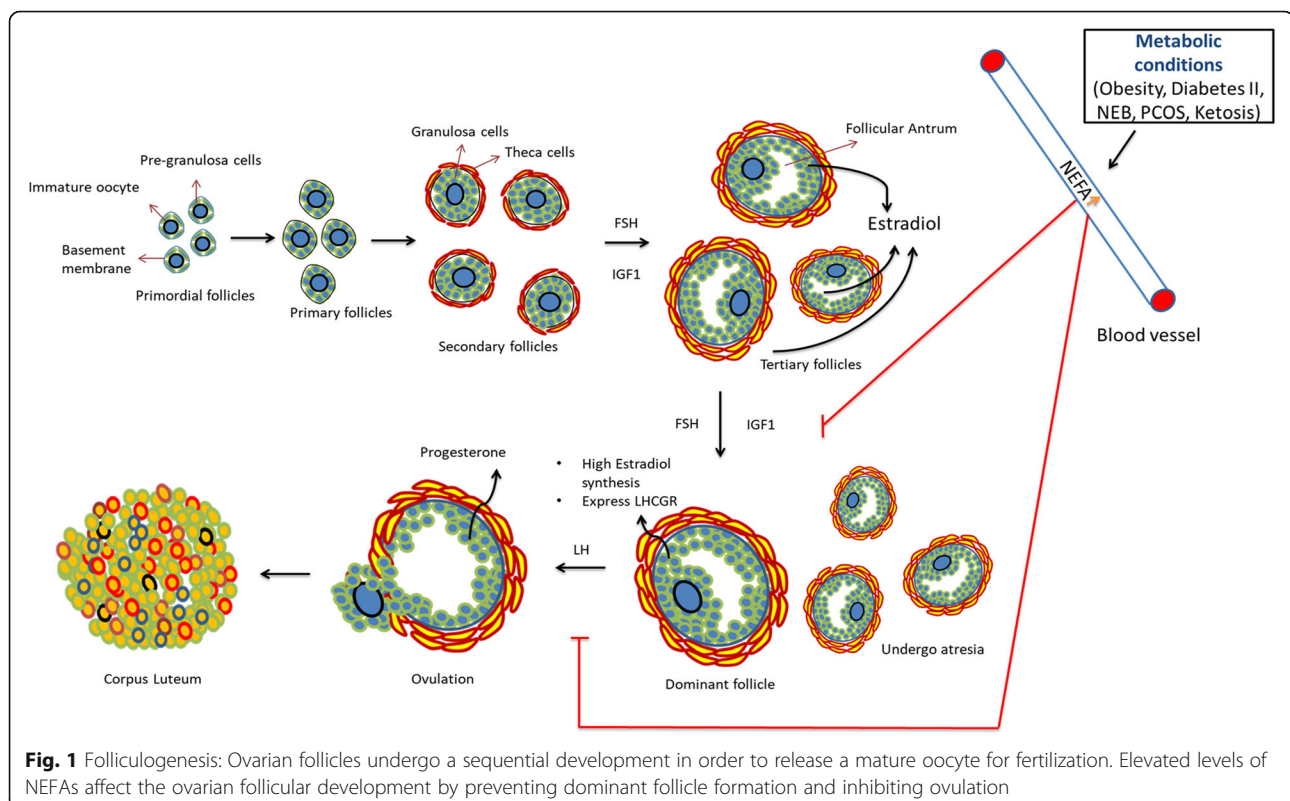 Metabolic
conditions
(Obesity, Diabetes II,
NEB, PCOS, Ketosis)
NEFA
Blood vessel
Pre-granulosa cells
Immature oocyte
Basement
membrane
Primordial follicles
Primary follicles
Granulosa cells
Theca cells
Secondary follicles
FSH
IGF1
Follicular Antrum
Estradiol
Tertiary follicles
FSH
IGF1
Undergo atresia
• High Estradiol
synthesis
• Express LHCGR
Dominant follicle
LH
Progesterone
Ovulation
Corpus Luteum
Fig. 1 Folliculogenesis: Ovarian follicles undergo a sequential development in order to release a mature oocyte for fertilization. Elevated levels of
NEFAs affect the ovarian follicular development by preventing dominant follicle formation and inhibiting ovulation